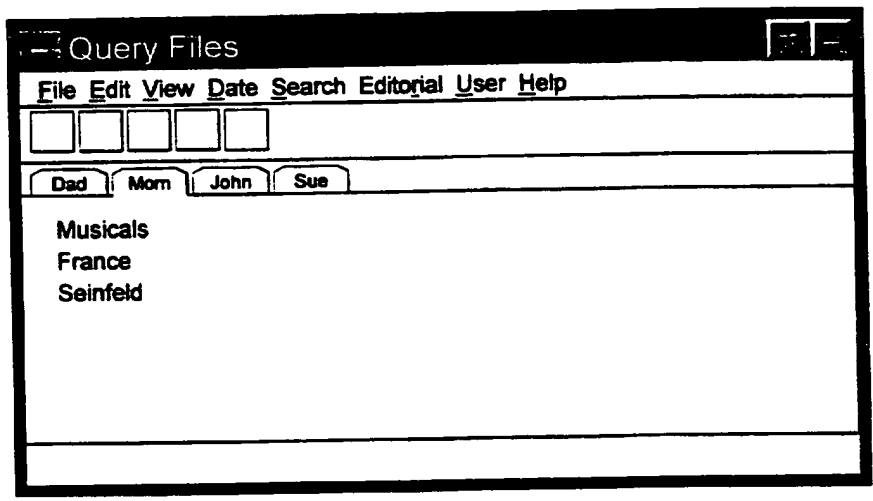 Query Files
File Edit View Date Search Editorial User Help
Dad Mom John Sue
Musicals
France
Seinfeld